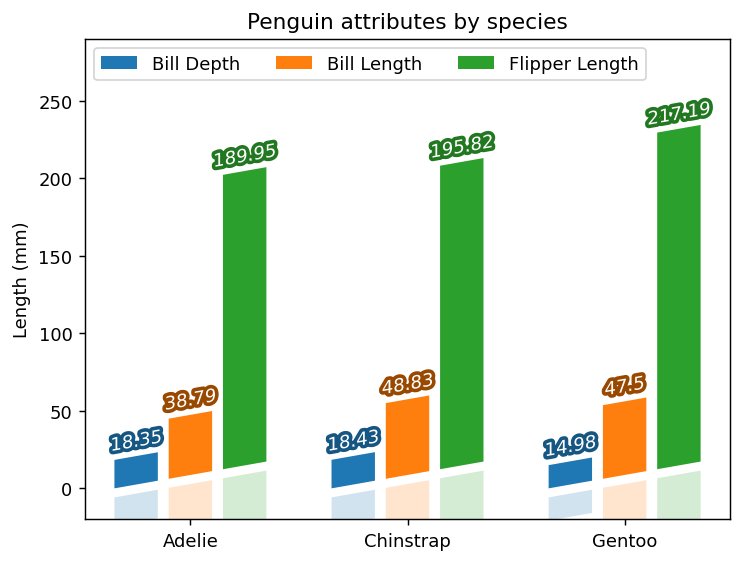 Penguin attributes by species
Bill Depth Bill Length Flipper Length
Length (mm)
250
200
150
100
50
0
18.35 38.79 189.95
18.43 48.83 195.82
14.98 47.5 217.19
Adelie Chinstrap Gentoo